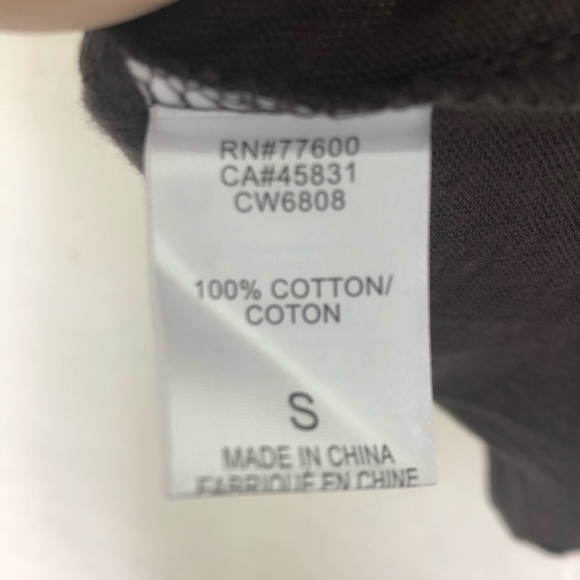 RN#77600
CA#45831
CW6808
100% COTTON/
COTON
S
MADE IN CHINA
FABRIQUÉ EN CHINE